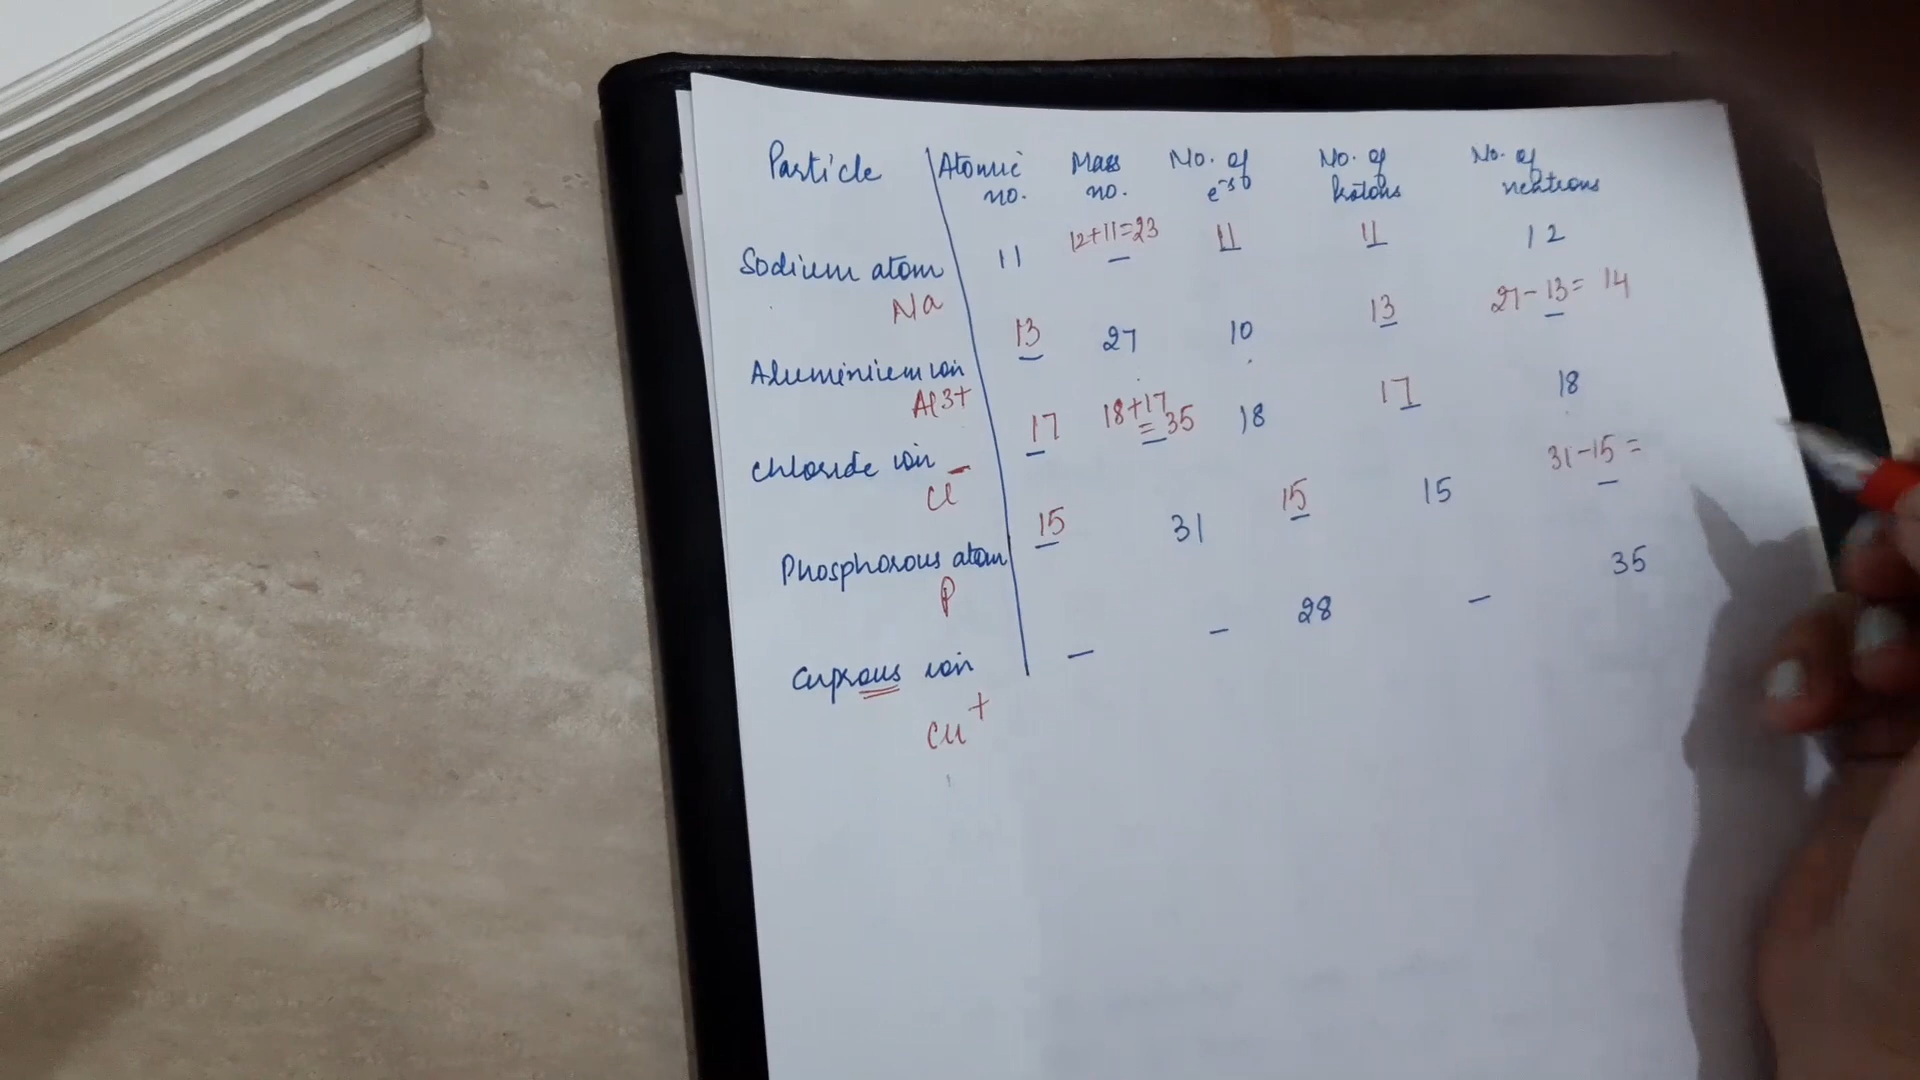 Particle Atomic no. Mass no. No. of e⁻s No. of protons No. of neutrons
Sodium atom 11 12+11=23 11 11 12
Na
Aluminium ion 13 27 10 13 27-13= 14
Al3+
Chloride ion 17 18+17 = 35 18 17 18
Cl⁻
Phosphorous atom 15 31 15 15 31-15=
P
Cuprous ion - - 28 - 35
Cu⁺